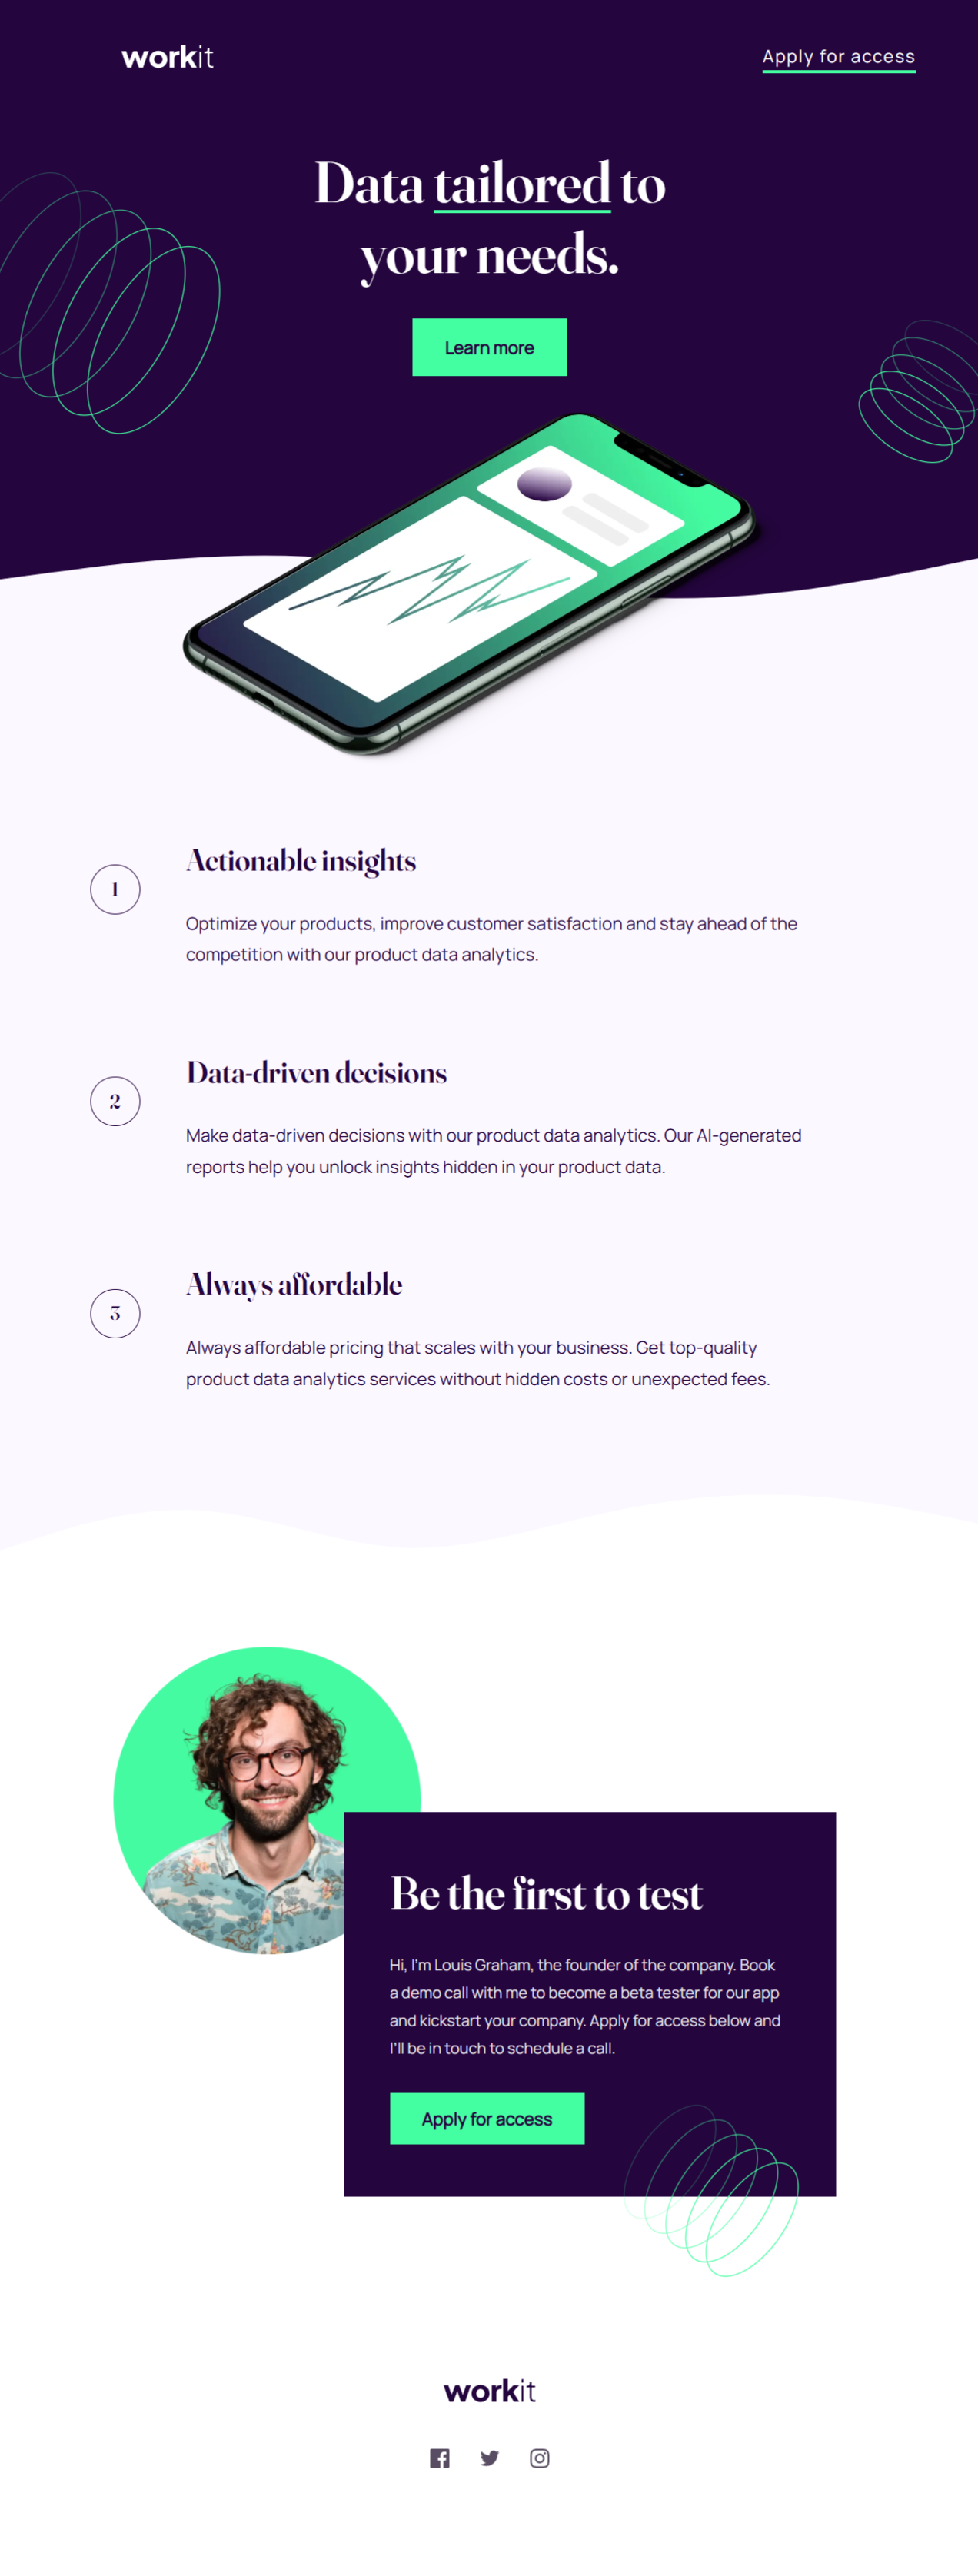 workit
Apply for access
Data tailored to
your needs.
Learn more
1
Actionable insights
Optimize your products, improve customer satisfaction and stay ahead of the
competition with our product data analytics.
2
Data-driven decisions
Make data-driven decisions with our product data analytics. Our AI-generated
reports help you unlock insights hidden in your product data.
3
Always affordable
Always affordable pricing that scales with your business. Get top-quality
product data analytics services without hidden costs or unexpected fees.
Be the first to test
Hi, I'm Louis Graham, the founder of the company. Book
a demo call with me to become a beta tester for our app
and kickstart your company. Apply for access below and
I'll be in touch to schedule a call.
Apply for access
workit